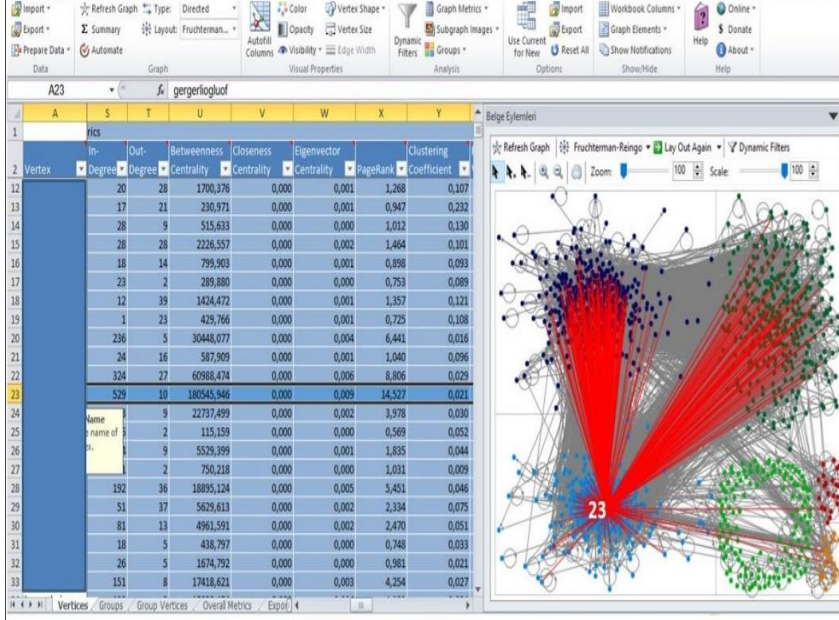 Import Refresh Graph Type: Directed Color Vertex Shape Graph Metrics Import Workbook Columns Online
Export Summary Layout: Fruchterman... Opacity Vertex Size Subgraph Images Export Graph Elements Donate
Prepare Data Automate Autofill Columns Visibility Edge Width Dynamic Filters Groups Use Current for New Reset All Show Notifications Help About
Data Graph Visual Properties Analysis Options Show/Hide Help
A23 fx gergerliogluof
A S T U V W X Y Belge Eylemleri
1 rics
Refresh Graph Fruchterman-Reingo Lay Out Again Dynamic Filters
In- Out- Betweenness Closeness Eigenvector Clustering
2 Vertex Degree Degree Centrality Centrality Centrality PageRank Coefficient
Zoom: 100 Scale: 100
12 20 28 1700,376 0,000 0,001 1,268 0,107
13 17 21 230,971 0,000 0,001 0,947 0,232
14 28 9 515,633 0,000 0,000 1,012 0,130
15 28 28 2226,557 0,000 0,002 1,464 0,101
16 18 14 799,903 0,000 0,001 0,898 0,093
17 23 2 289,880 0,000 0,000 0,753 0,089
18 12 39 1424,472 0,000 0,001 1,357 0,121
19 1 23 429,766 0,000 0,001 0,725 0,108
20 236 5 30448,077 0,000 0,004 6,441 0,016
21 24 16 587,909 0,000 0,001 1,040 0,096
22 324 27 60988,474 0,000 0,006 8,806 0,029
23 529 10 180545,946 0,000 0,009 14,527 0,021
24 9 22737,499 0,000 0,002 3,978 0,030
Name
25 2 115,159 0,000 0,000 0,569 0,052
name of
26 9 5529,399 0,000 0,001 1,835 0,044
27 2 750,218 0,000 0,000 1,031 0,009
28 192 36 18895,124 0,000 0,005 5,451 0,046
29 51 37 5629,613 0,000 0,002 2,334 0,075
30 81 13 4961,591 0,000 0,002 2,470 0,051
31 18 5 438,797 0,000 0,000 0,748 0,033
32 26 5 1674,792 0,000 0,000 0,981 0,021
33 151 8 17418,621 0,000 0,003 4,254 0,027
23
Vertices Groups Group Vertices Overall Metrics Export